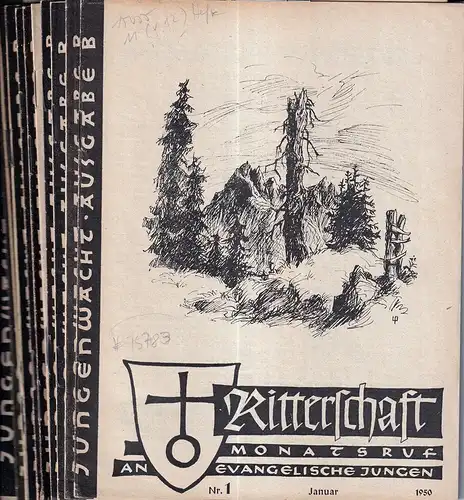 JUNGENWACHT · AUSGABE B
Ritterschaft
MONATSRUF
AN EVANGELISCHE JUNGEN
Nr. 1 Januar 1950